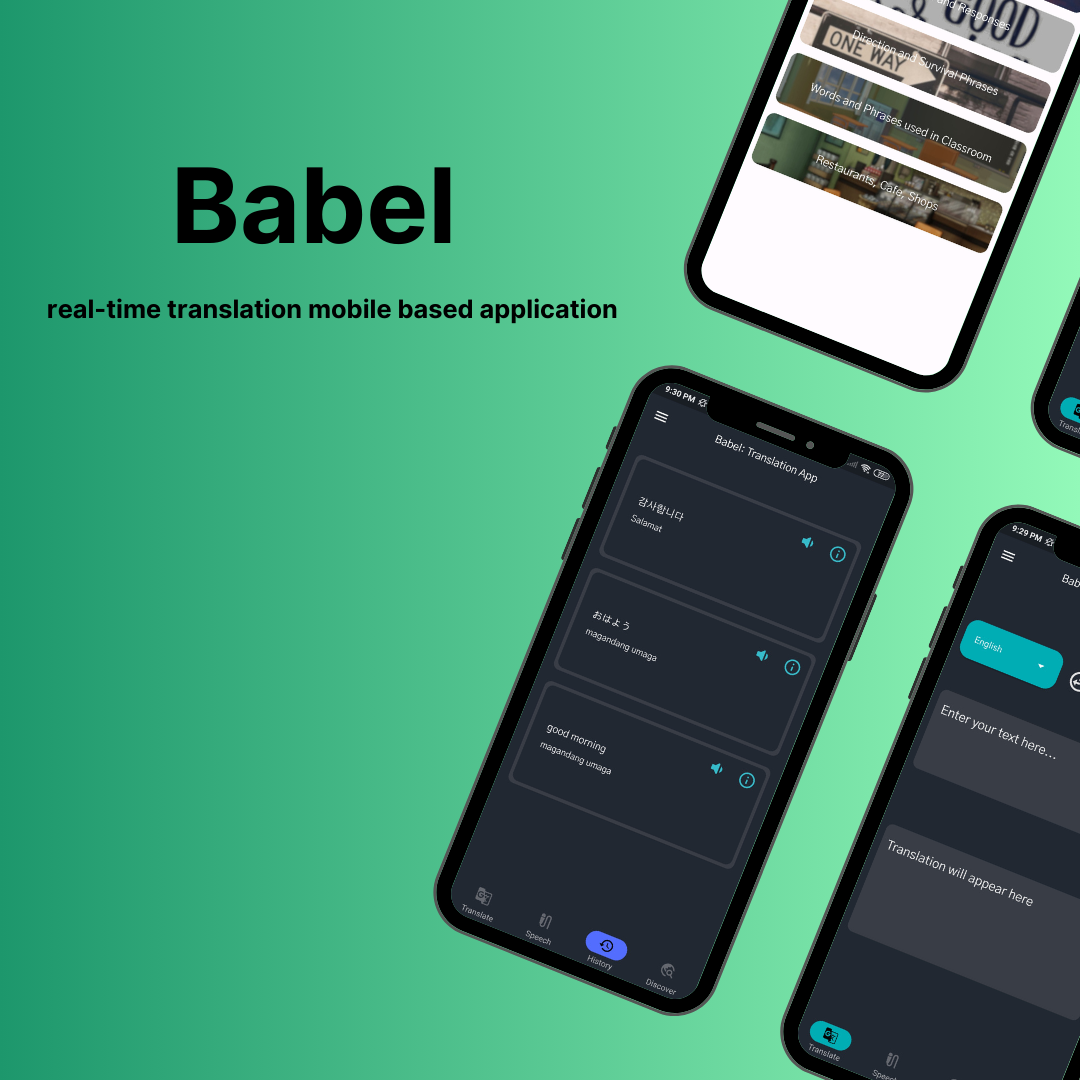 Babel
real-time translation mobile based application
and Responses
GOOD
Direction and Survival Phrases
ONE WAY
Words and Phrases used in Classroom
Restaurants, Cafe, Shops
9:30 PM
Babel: Translation App
감사합니다
Salamat
おはよう
magandang umaga
good morning
magandang umaga
Translate
Speech
History
Discover
9:29 PM
Bab
English
Enter your text here...
Translation will appear here
Translate
Speec
Transla